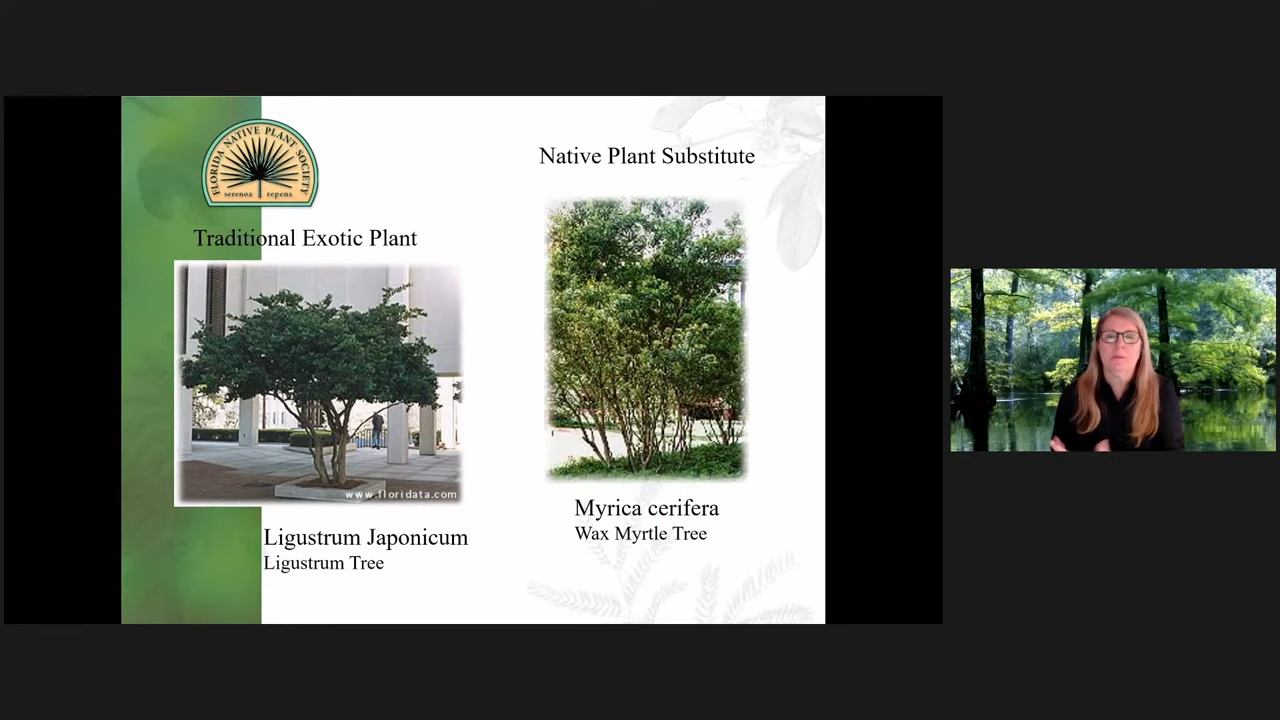 FLORIDA NATIVE PLANT SOCIETY
serenoa repens
Native Plant Substitute
Traditional Exotic Plant
www.floridata.com
Myrica cerifera
Wax Myrtle Tree
Ligustrum Japonicum
Ligustrum Tree